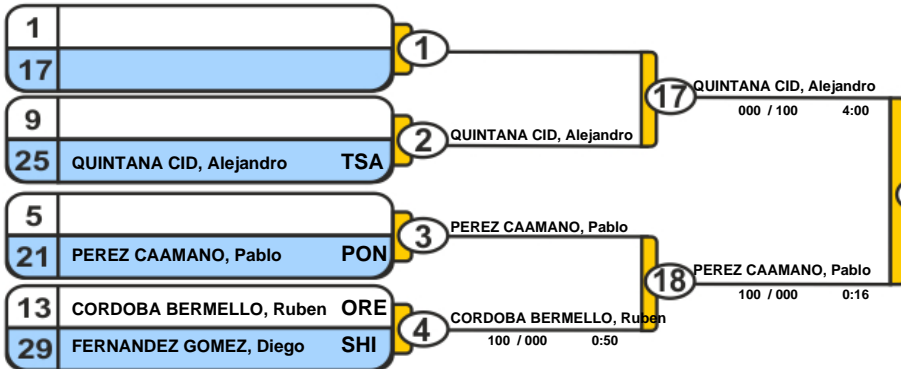 1
17
1
QUINTANA CID, Alejandro
17
000 / 100 4:00
9
2
QUINTANA CID, Alejandro
25 QUINTANA CID, Alejandro TSA
5
3
PEREZ CAAMANO, Pablo
21 PEREZ CAAMANO, Pablo PON
18
PEREZ CAAMANO, Pablo
100 / 000 0:16
13 CORDOBA BERMELLO, Ruben ORE
4
CORDOBA BERMELLO, Ruben
100 / 000 0:50
29 FERNANDEZ GOMEZ, Diego SHI